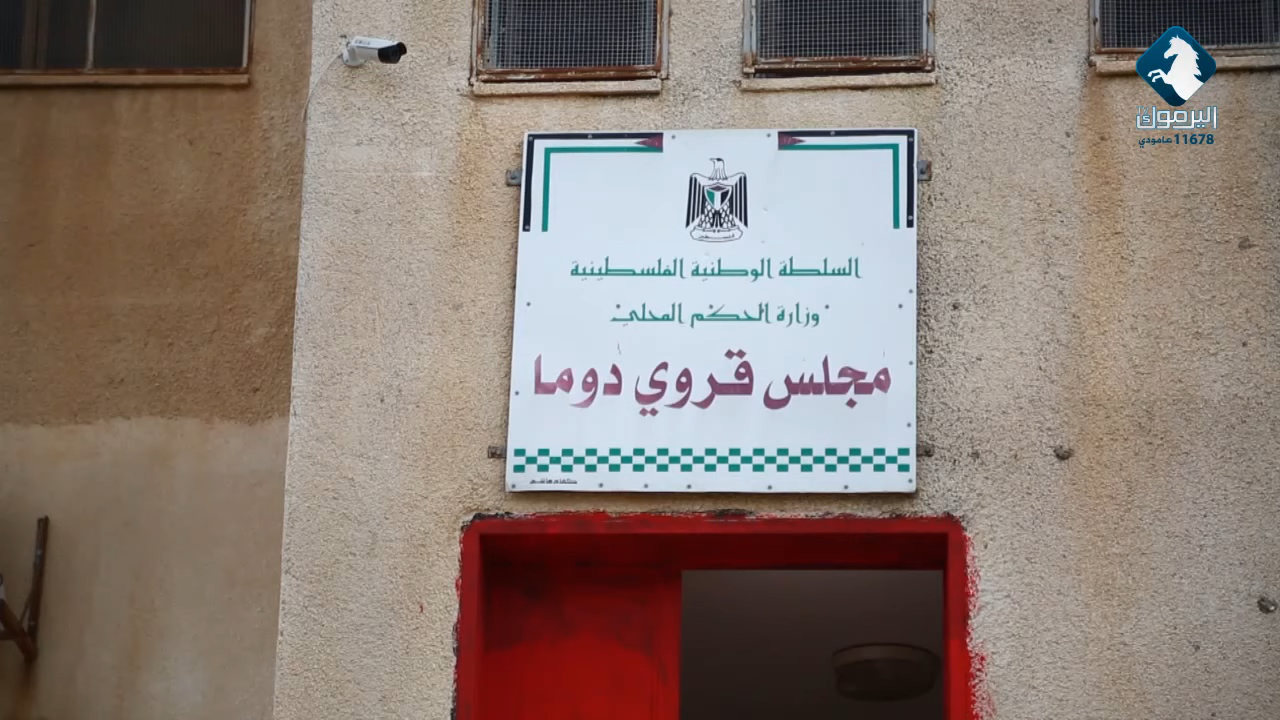 السلطة الوطنية الفلسطينية
وزارة الحكم المحلي
مجلس قروي دوما
اليرموك
11678 عامودي